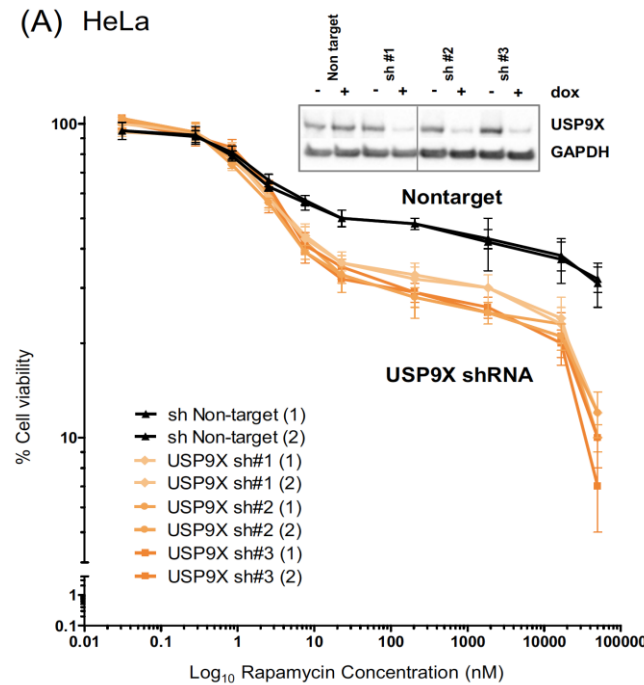 (A) HeLa
Non target
sh #1
sh #2
sh #3
- + - + - + - + dox
USP9X
GAPDH
Nontarget
USP9X shRNA
% Cell viability
100
10
1
0.1
sh Non-target (1)
sh Non-target (2)
USP9X sh#1 (1)
USP9X sh#1 (2)
USP9X sh#2 (1)
USP9X sh#2 (2)
USP9X sh#3 (1)
USP9X sh#3 (2)
0.01 0.1 1 10 100 1000 10000 100000
Log₁₀ Rapamycin Concentration (nM)